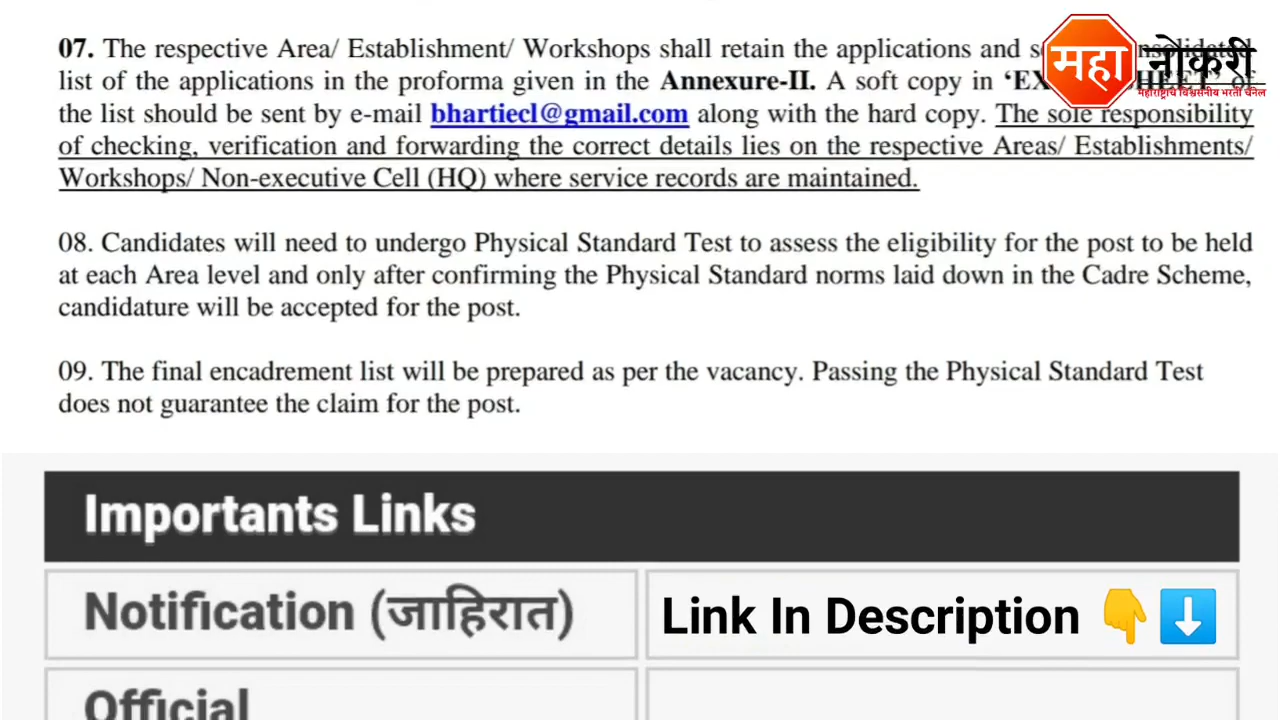 07. The respective Area/ Establishment/ Workshops shall retain the applications and
list of the applications in the proforma given in the Annexure-II. A soft copy in of
the list should be sent by e-mail bhartiecl@gmail.com along with the hard copy. The sole responsibility
of checking, verification and forwarding the correct details lies on the respective Areas/ Establishments/
Workshops/ Non-executive Cell (HQ) where service records are maintained.
महा नोकरी
महाराष्ट्राचे विश्वसनीय भरती चॅनेल
08. Candidates will need to undergo Physical Standard Test to assess the eligibility for the post to be held
at each Area level and only after confirming the Physical Standard norms laid down in the Cadre Scheme,
candidature will be accepted for the post.
09. The final encadrement list will be prepared as per the vacancy. Passing the Physical Standard Test
does not guarantee the claim for the post.
Importants Links
Notification (जाहिरात) Link In Description 👇 ⬇️
Official